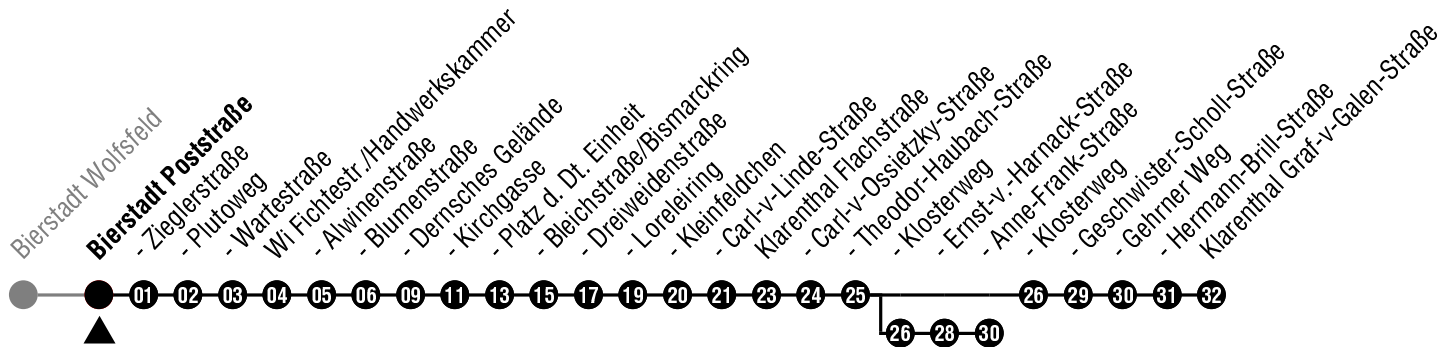 Bierstadt Wolfsfeld
Bierstadt Poststraße
- Zieglerstraße
- Plutoweg
- Wartestraße
Wi Fichtestr./Handwerkskammer
- Alwinenstraße
- Blumenstraße
- Dernsches Gelände
- Kirchgasse
- Platz d. Dt. Einheit
- Bleichstraße/Bismarckring
- Dreiweidenstraße
- Loreleiring
- Kleinfeldchen
- Carl-v-Linde-Straße
Klarenthal Flachstraße
- Carl-v-Ossietzky-Straße
- Theodor-Haubach-Straße
- Klosterweg
- Ernst-v.-Harnack-Straße
- Anne-Frank-Straße
- Klosterweg
- Geschwister-Scholl-Straße
- Gehrner Weg
- Hermann-Brill-Straße
Klarenthal Graf-v-Galen-Straße
01 02 03 04 05 06 09 11 13 15 17 19 20 21 23 24 25 26 29 30 31 32
26 28 30